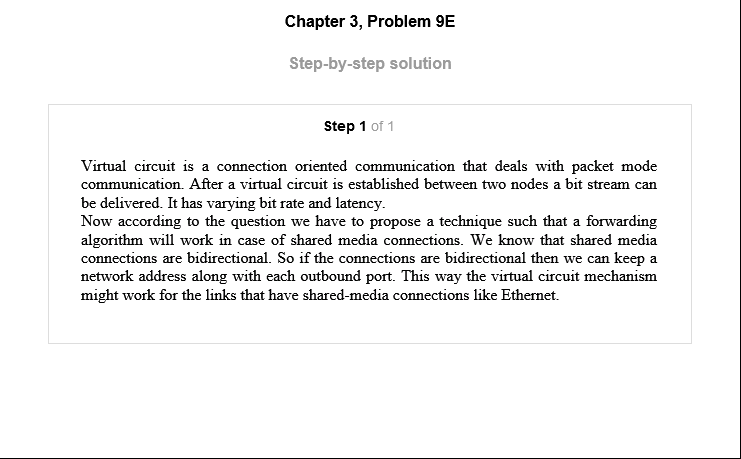 Chapter 3, Problem 9E
Step-by-step solution
Step 1 of 1
Virtual circuit is a connection oriented communication that deals with packet mode
communication. After a virtual circuit is established between two nodes a bit stream can
be delivered. It has varying bit rate and latency.
Now according to the question we have to propose a technique such that a forwarding
algorithm will work in case of shared media connections. We know that shared media
connections are bidirectional. So if the connections are bidirectional then we can keep a
network address along with each outbound port. This way the virtual circuit mechanism
might work for the links that have shared-media connections like Ethernet.